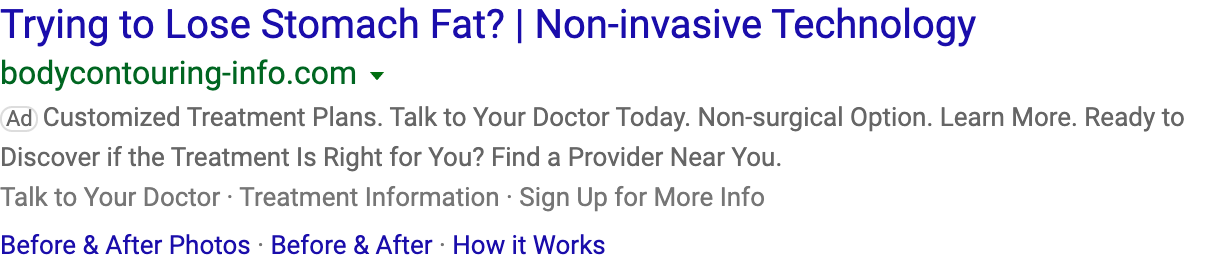 Trying to Lose Stomach Fat? | Non-invasive Technology
bodycontouring-info.com
Ad Customized Treatment Plans. Talk to Your Doctor Today. Non-surgical Option. Learn More. Ready to
Discover if the Treatment Is Right for You? Find a Provider Near You.
Talk to Your Doctor · Treatment Information · Sign Up for More Info
Before & After Photos · Before & After · How it Works